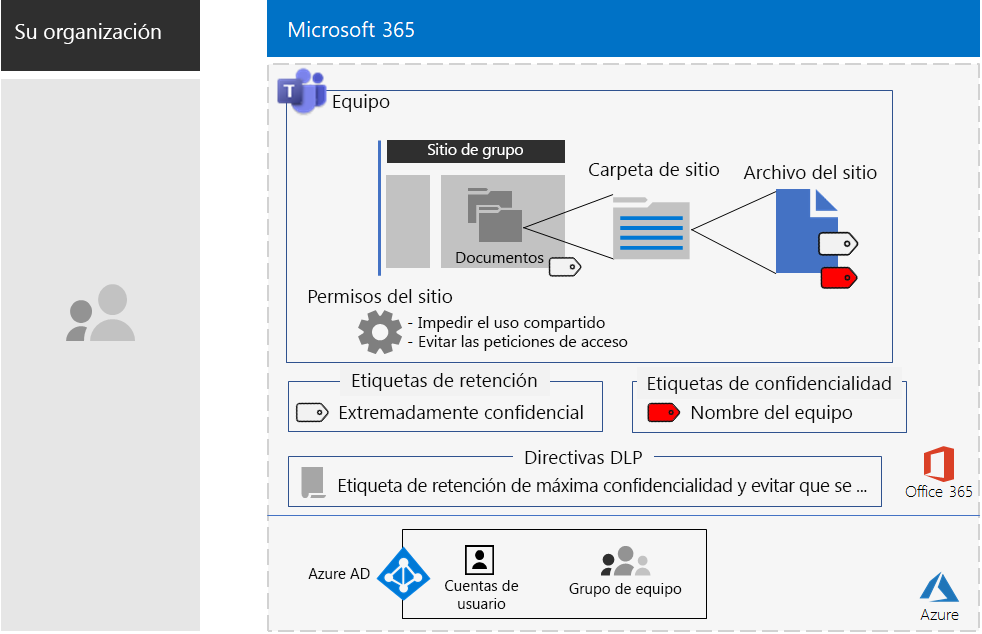 Su organización
Microsoft 365
T
Equipo
Sitio de grupo
Carpeta de sitio
Archivo del sitio
Documentos
Permisos del sitio
- Impedir el uso compartido
- Evitar las peticiones de acceso
Etiquetas de retención
Extremadamente confidencial
Etiquetas de confidencialidad
Nombre del equipo
Directivas DLP
Etiqueta de retención de máxima confidencialidad y evitar que se ...
Office 365
Azure AD
Cuentas de
usuario
Grupo de equipo
Azure